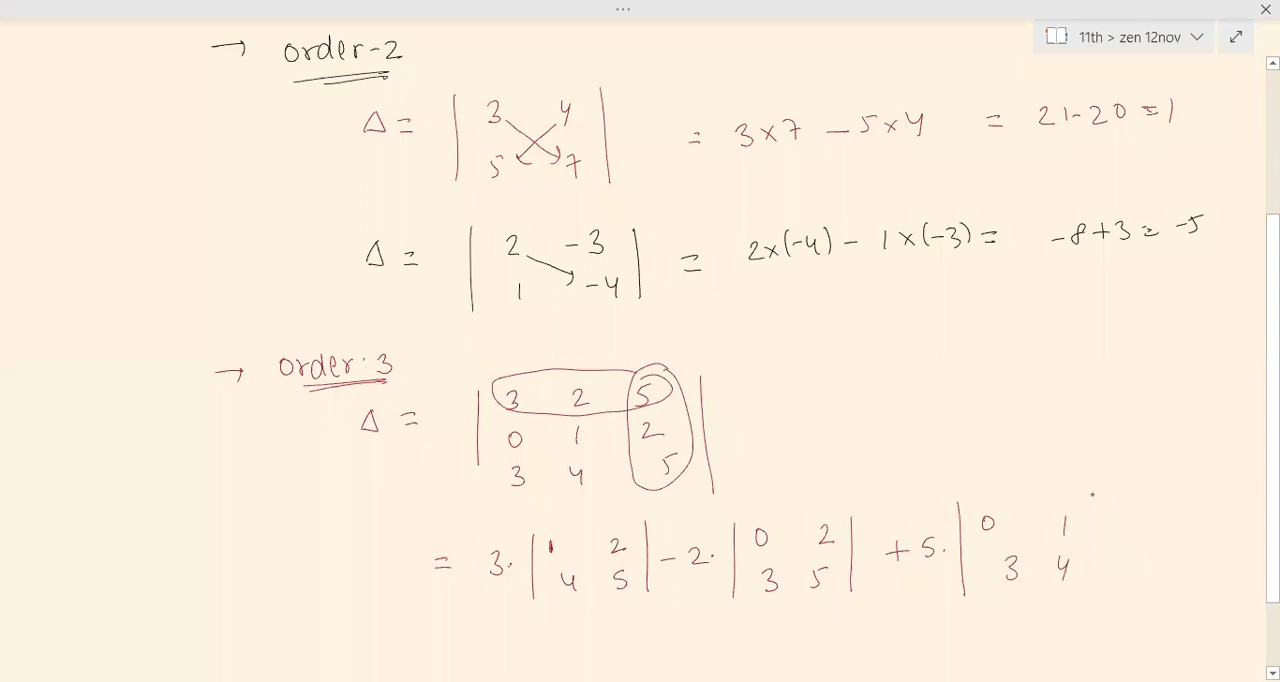 11th > zen 12nov
→ order-2
Δ = | 3 4 | = 3×7 – 5×4 = 21-20 = 1
| 5 7 |
Δ = | 2 -3 | = 2×(-4) – 1×(-3) = -8+3 = -5
| 1 -4 |
→ order: 3
Δ = | 3 2 5 |
| 0 1 2 |
| 3 4 5 |
= 3. | 1 2 | – 2. | 0 2 | + 5. | 0 1
| 4 5 | | 3 5 | | 3 4